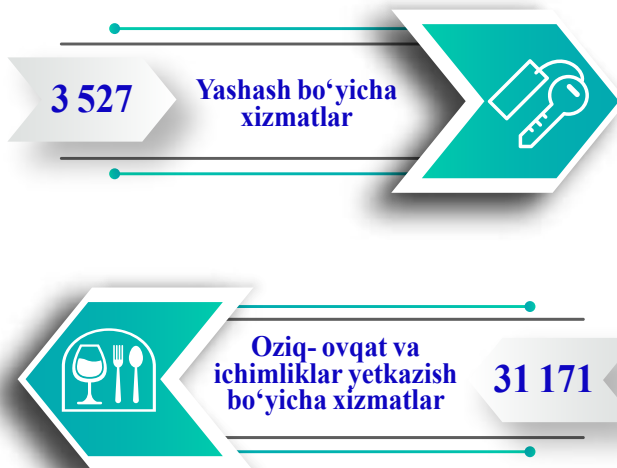 3 527
Yashash bo‘yicha
xizmatlar
Oziq- ovqat va
ichimliklar yetkazish
bo‘yicha xizmatlar
31 171